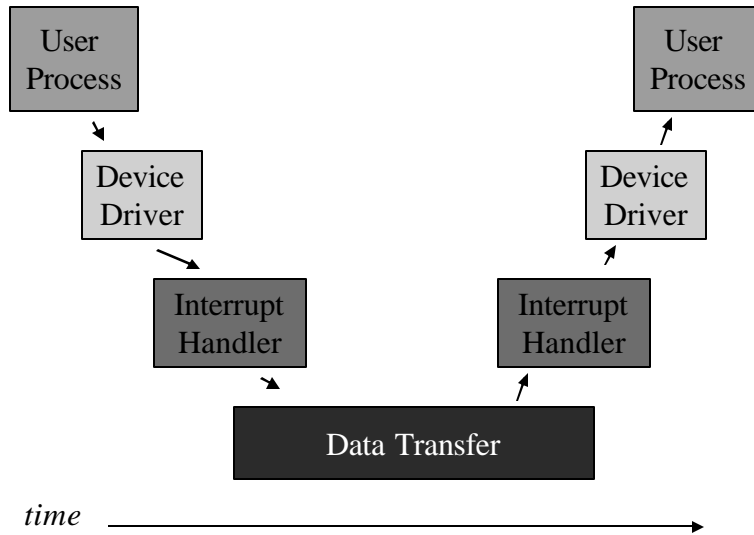 User
Process
User
Process
Device
Driver
Device
Driver
Interrupt
Handler
Interrupt
Handler
Data Transfer
time